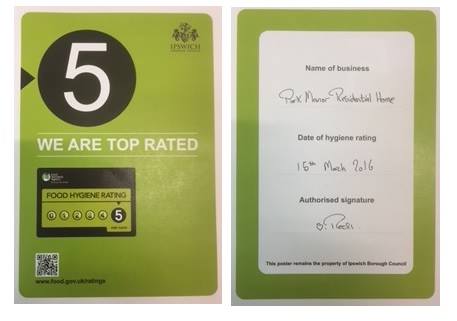 5
IPSWICH
WE ARE TOP RATED
FOOD HYGIENE RATING
0 1 2 3 4 5
VERY GOOD
www.food.gov.uk/ratings
Name of business
Park Manor Residential Home
Date of hygiene rating
15th March 2016
Authorised signature
This poster remains the property of Ipswich Borough Council